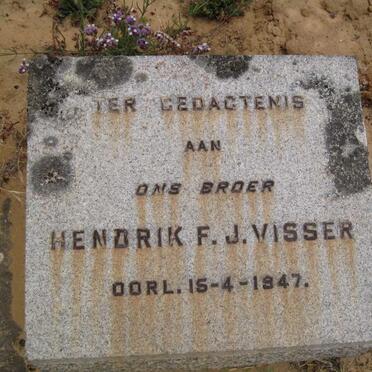 TER GEDAGTENIS
AAN
ONS BROER
HENDRIK F. J. VISSER
OORL. 15-4-1947.